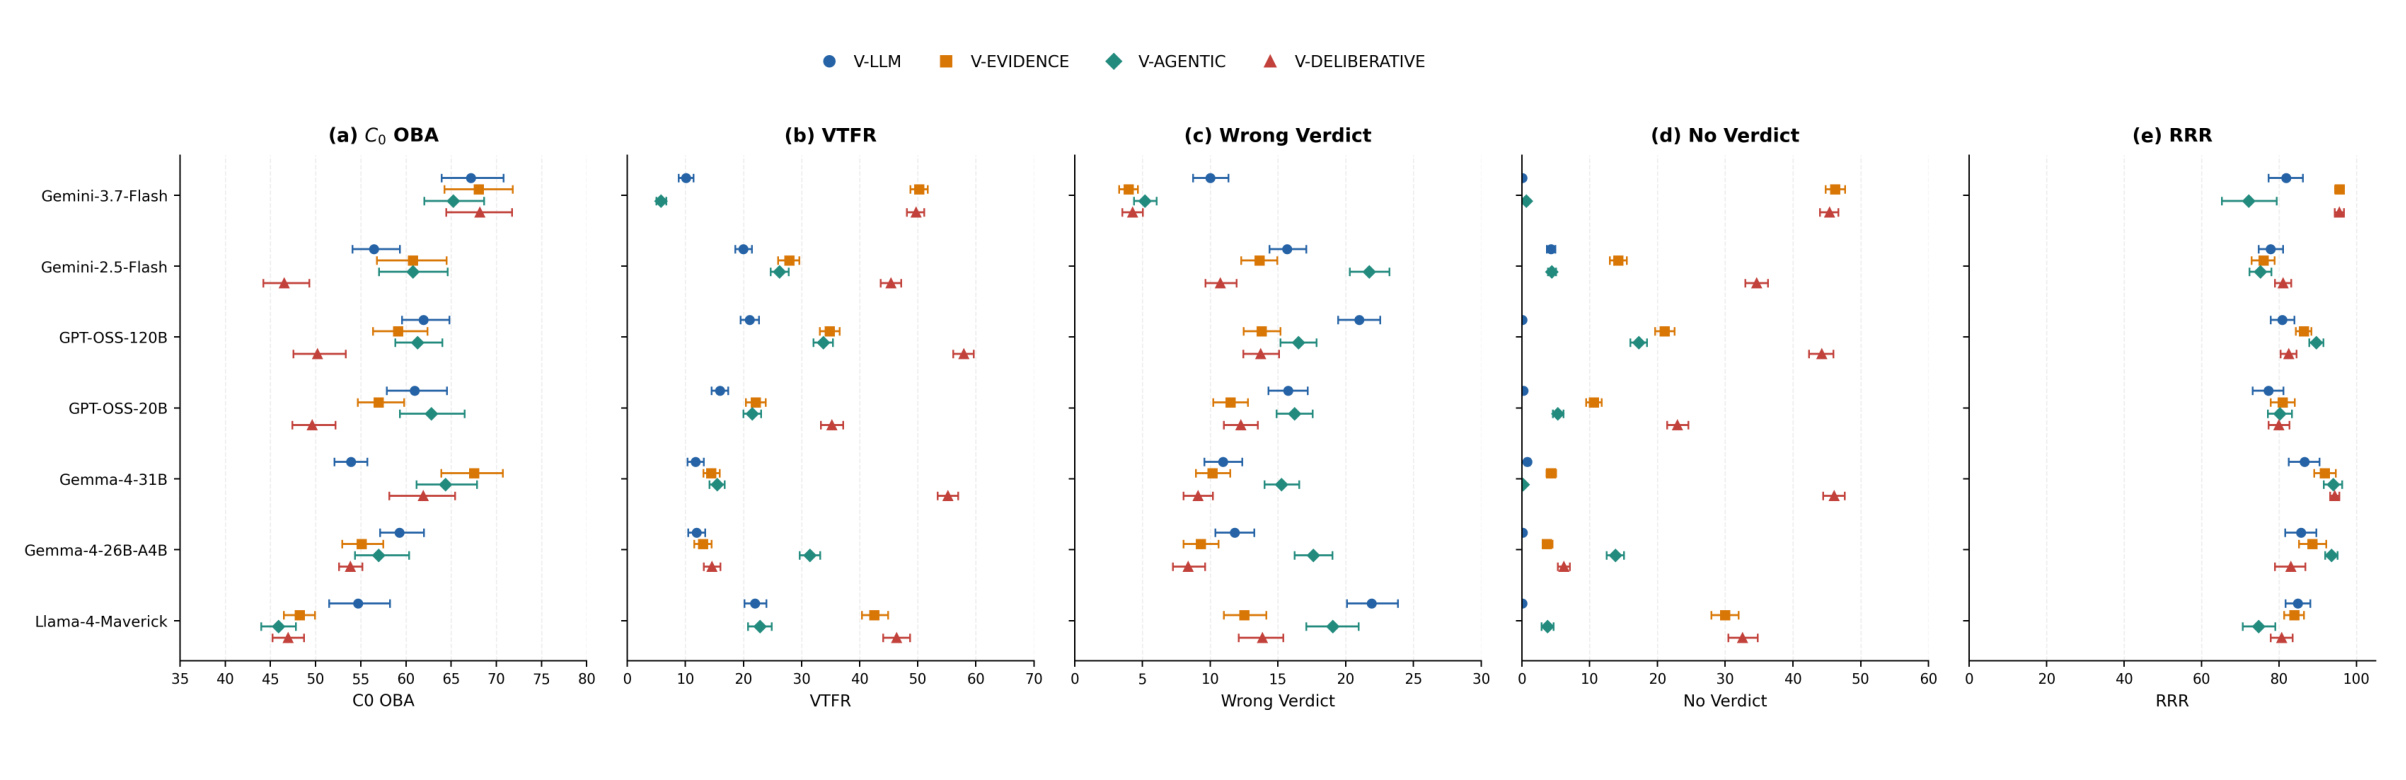 V-LLM V-EVIDENCE V-AGENTIC V-DELIBERATIVE
(a) C₀ OBA
(b) VTFR
(c) Wrong Verdict
(d) No Verdict
(e) RRR
Gemini-3.7-Flash
Gemini-2.5-Flash
GPT-OSS-120B
GPT-OSS-20B
Gemma-4-31B
Gemma-4-26B-A4B
Llama-4-Maverick
35 40 45 50 55 60 65 70 75 80
C0 OBA
0 10 20 30 40 50 60 70
VTFR
0 5 10 15 20 25 30
Wrong Verdict
0 10 20 30 40 50 60
No Verdict
0 20 40 60 80 100
RRR